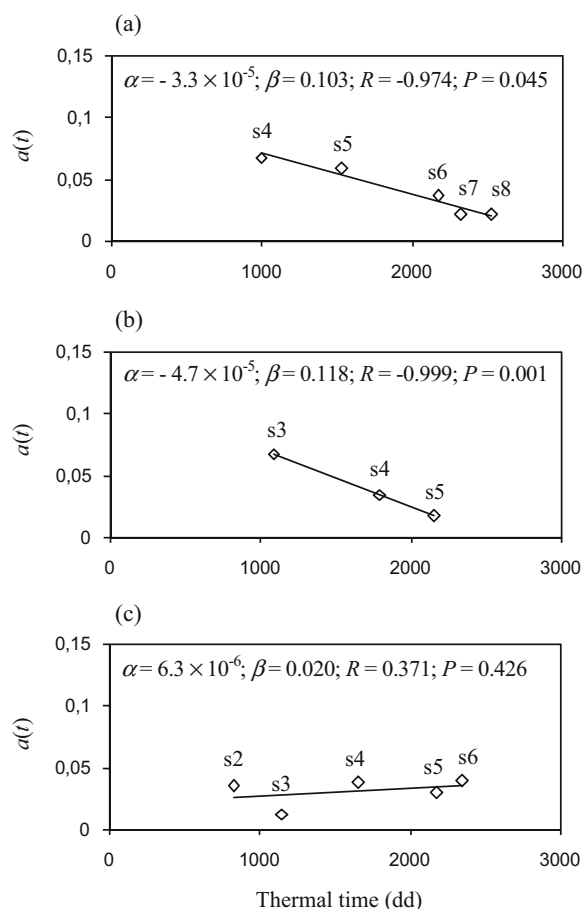 (a)
α = - 3.3 × 10⁻⁵; β = 0.103; R = -0.974; P = 0.045
0,15
0,1
0,05
0
a(t)
s4
s5
s6
s7
s8
0
1000
2000
3000
(b)
α = - 4.7 × 10⁻⁵; β = 0.118; R = -0.999; P = 0.001
0,15
0,1
0,05
0
a(t)
s3
s4
s5
0
1000
2000
3000
(c)
α = 6.3 × 10⁻⁶; β = 0.020; R = 0.371; P = 0.426
0,15
0,1
0,05
0
a(t)
s2
s3
s4
s5
s6
0
1000
2000
3000
Thermal time (dd)